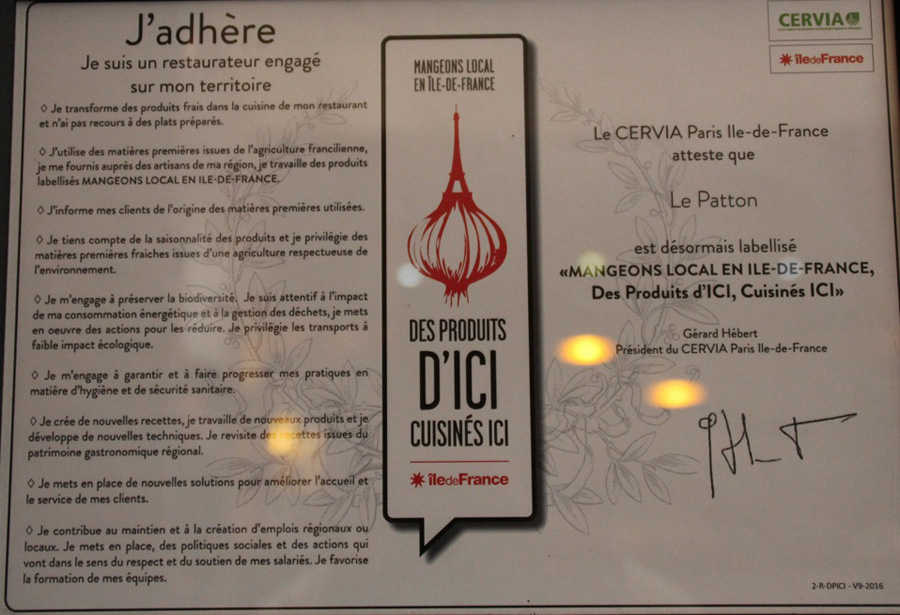 J'adhère
Je suis un restaurateur engagé
sur mon territoire
◊ Je transforme des produits frais dans la cuisine de mon restaurant
et n'ai pas recours à des plats préparés.
◊ J'utilise des matières premières issues de l'agriculture francilienne,
je me fournis auprès des artisans de ma région, je travaille des produits
labellisés MANGEONS LOCAL EN ILE-DE-FRANCE.
◊ J'informe mes clients de l'origine des matières premières utilisées.
◊ Je tiens compte de la saisonnalité des produits et je privilégie des
matières premières fraiches issues d'une agriculture respectueuse de
l'environnement.
◊ Je m'engage à préserver la biodiversité. Je suis attentif à l'impact
de ma consommation énergétique et à la gestion des déchets, je mets
en oeuvre des actions pour les réduire. Je privilégie les transports à
faible impact écologique.
◊ Je m'engage à garantir et à faire progresser mes pratiques en
matière d'hygiène et de sécurité sanitaire.
◊ Je crée de nouvelles recettes, je travaille de nouveaux produits et je
développe de nouvelles techniques. Je revisite des recettes issues du
patrimoine gastronomique régional.
◊ Je mets en place de nouvelles solutions pour améliorer l'accueil et
le service de mes clients.
◊ Je contribue au maintien et à la création d'emplois régionaux ou
locaux. Je mets en place, des politiques sociales et des actions qui
vont dans le sens du respect et du soutien de mes salariés. Je favorise
la formation de mes équipes.
MANGEONS LOCAL
EN ÎLE-DE-FRANCE
DES PRODUITS
D'ICI
CUISINÉS ICI
îledeFrance
CERVIA
îledeFrance
Le CERVIA Paris Ile-de-France
atteste que
Le Patton
est désormais labellisé
«MANGEONS LOCAL EN ILE-DE-FRANCE,
Des Produits d'ICI, Cuisinés ICI»
Gérard Hébert
Président du CERVIA Paris Ile-de-France
2-R-DPICI - V9-2016